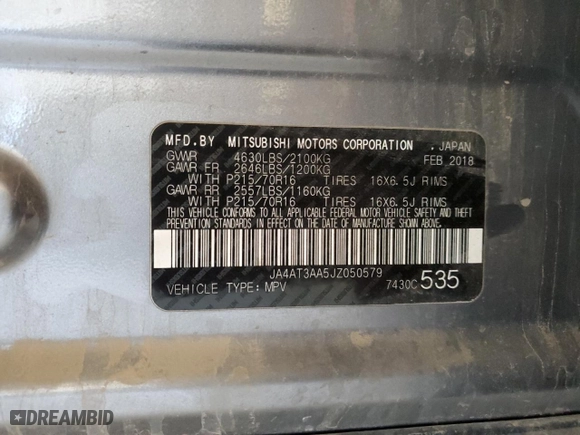 MFD.BY MITSUBISHI MOTORS CORPORATION . JAPAN
GVWR 4630LBS/2100KG FEB 2018
GAWR FR 2646LBS/1200KG
WITH P215/70R16 TIRES 16X6.5J RIMS
GAWR RR 2557LBS/1160KG
WITH P215/70R16 TIRES 16X6.5J RIMS
THIS VEHICLE CONFORMS TO ALL APPLICABLE FEDERAL MOTOR VEHICLE SAFETY AND THEFT
PREVENTION STANDARDS IN EFFECT ON THE DATE OF MANUFACTURE SHOWN ABOVE.
JA4AT3AA5JZ050579
VEHICLE TYPE: MPV 7430C 535
DREAMBID